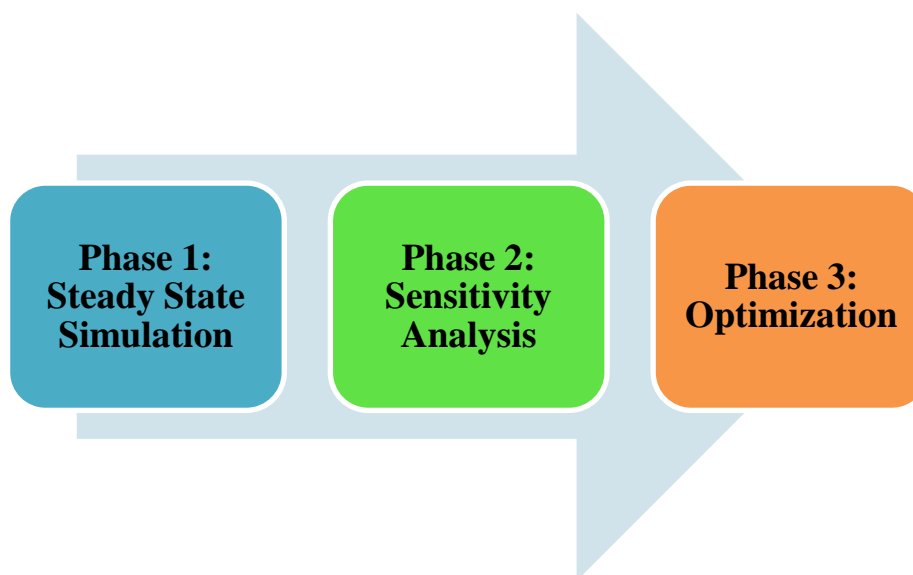 Phase 1:
Steady State
Simulation
Phase 2:
Sensitivity
Analysis
Phase 3:
Optimization